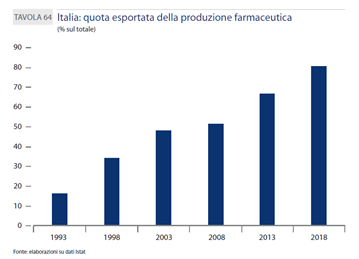 TAVOLA 64 Italia: quota esportata della produzione farmaceutica
(% sul totale)
90
80
70
60
50
40
30
20
10
0
1993 1998 2003 2008 2013 2018
Fonte: elaborazioni su dati Istat